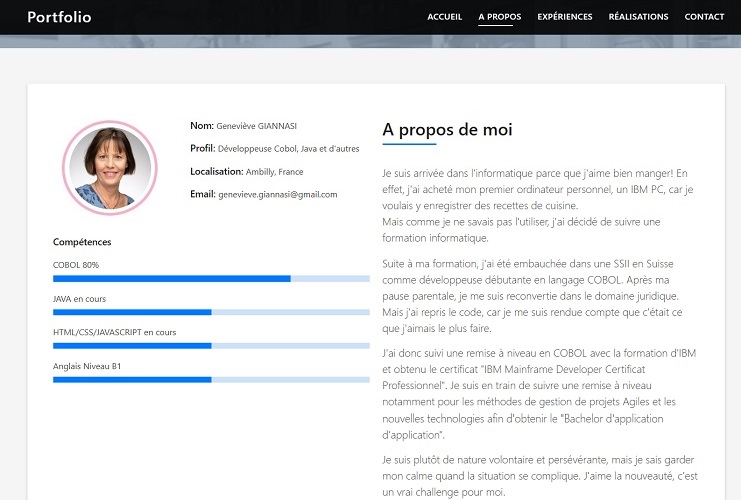 Portfolio
ACCUEIL A PROPOS EXPÉRIENCES RÉALISATIONS CONTACT
Nom: Geneviève GIANNASI
Profil: Développeuse Cobol, Java et d'autres
Localisation: Ambilly, France
Email: genevieve.giannasi@gmail.com
Compétences
COBOL 80%
JAVA en cours
HTML/CSS/JAVASCRIPT en cours
Anglais Niveau B1
A propos de moi
Je suis arrivée dans l'informatique parce que j'aime bien manger! En
effet, j'ai acheté mon premier ordinateur personnel, un IBM PC, car je
voulais y enregistrer des recettes de cuisine.
Mais comme je ne savais pas l'utiliser, j'ai décidé de suivre une
formation informatique.
Suite à ma formation, j'ai été embauchée dans une SSII en Suisse
comme développeuse débutante en langage COBOL. Après ma
pause parentale, je me suis reconvertie dans le domaine juridique.
Mais j'ai repris le code, car je me suis rendue compte que c'était ce
que j'aimais le plus faire.
J'ai donc suivi une remise à niveau en COBOL avec la formation d'IBM
et obtenu le certificat "IBM Mainframe Developer Certificat
Professionnel". Je suis en train de suivre une remise à niveau
notamment pour les méthodes de gestion de projets Agiles et les
nouvelles technologies afin d'obtenir le "Bachelor d'application
d'application".
Je suis plutôt de nature volontaire et persévérante, mais je sais garder
mon calme quand la situation se complique. J'aime la nouveauté, c'est
un vrai challenge pour moi.